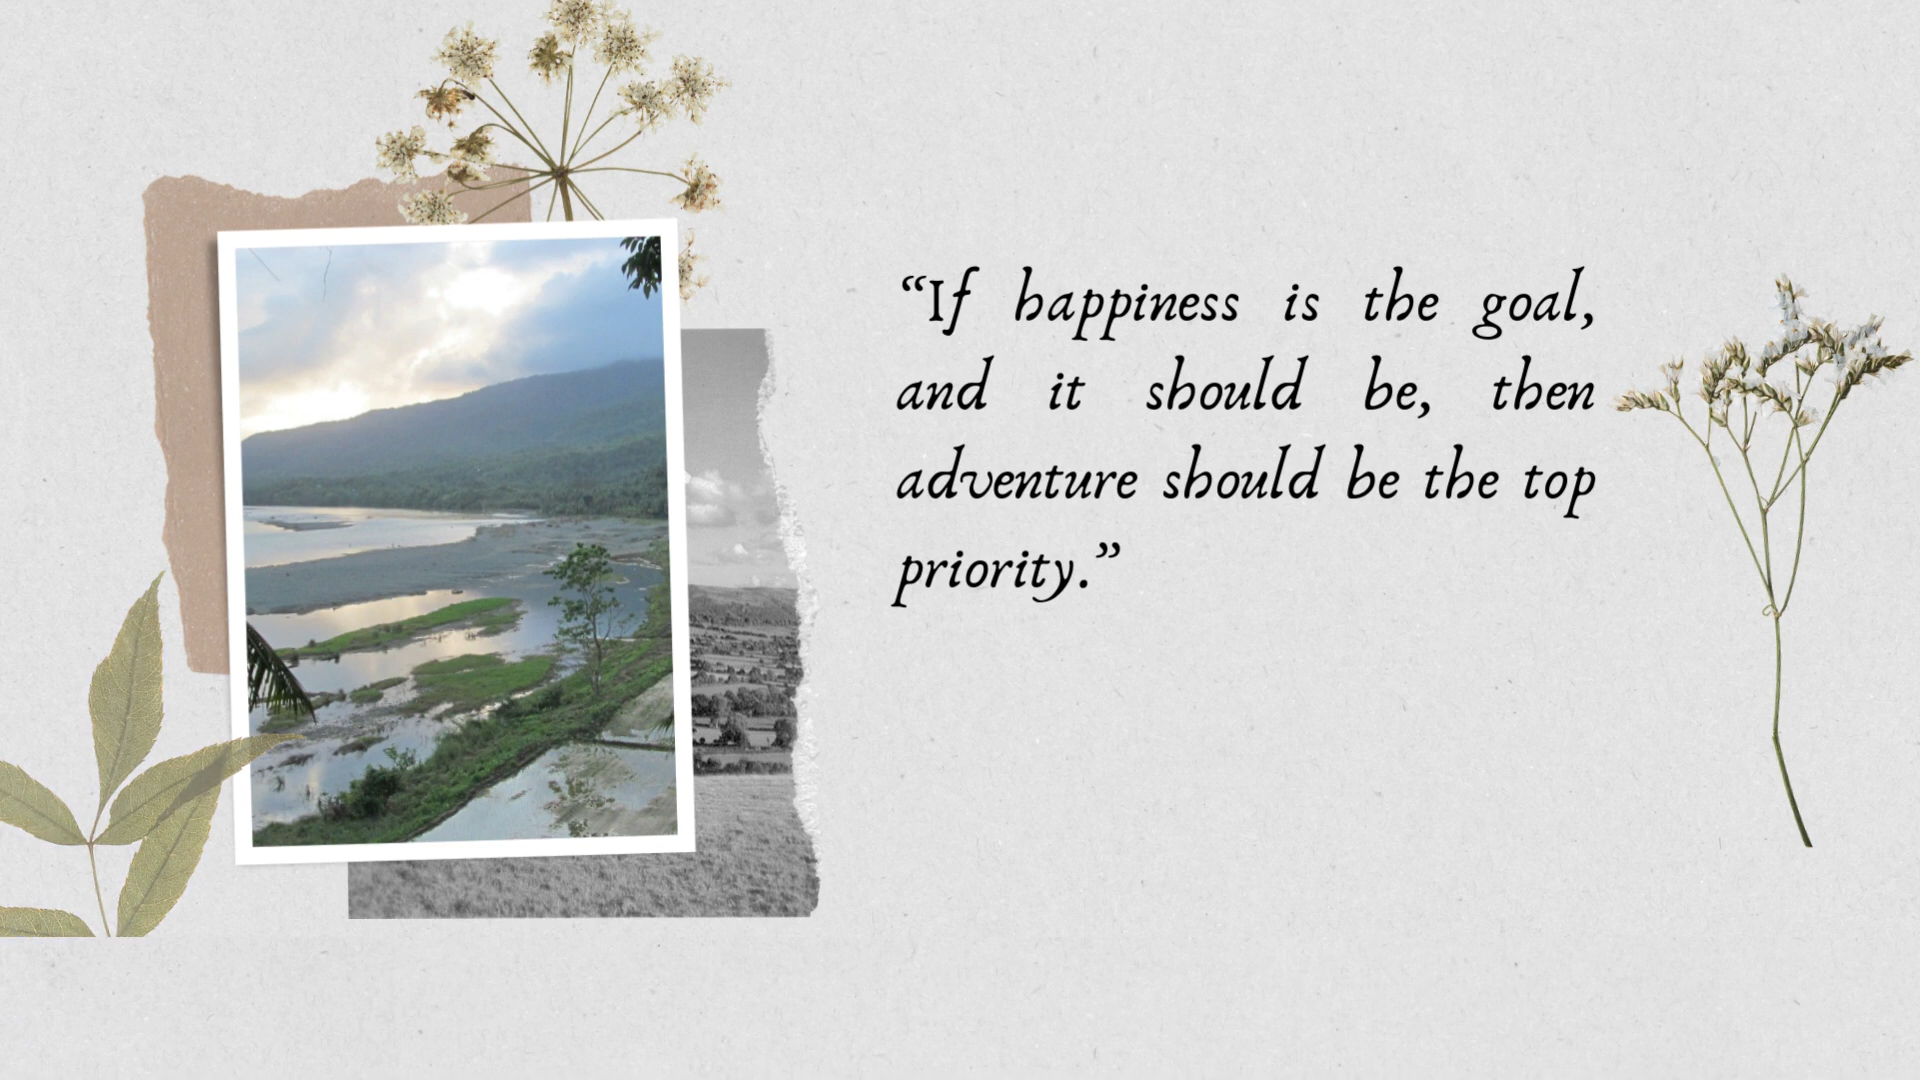 “If happiness is the goal,
and it should be, then
adventure should be the top
priority.”